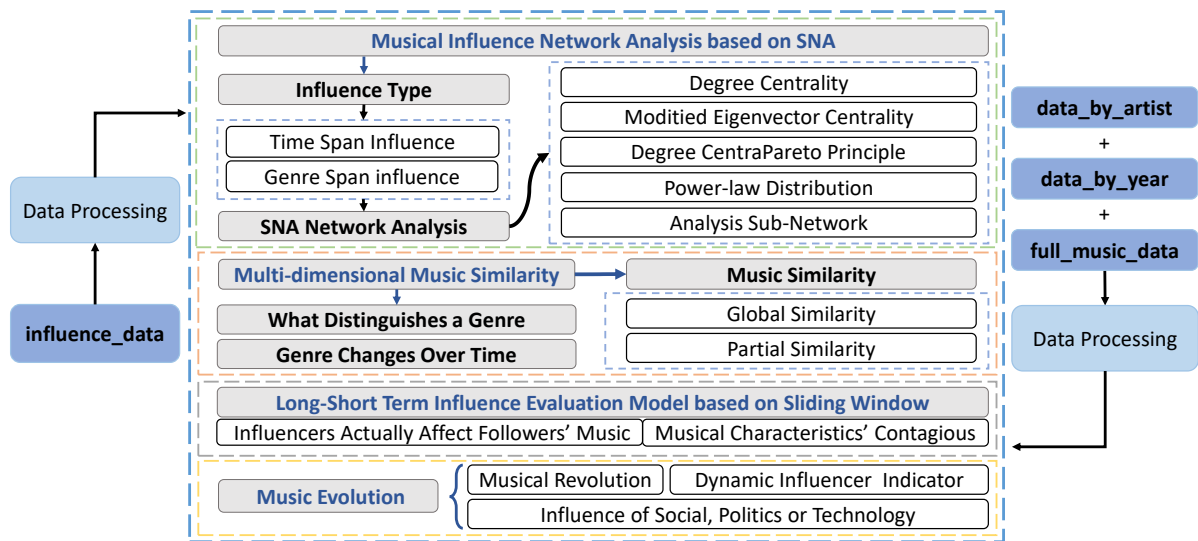 Musical Influence Network Analysis based on SNA
Influence Type
Time Span Influence
Genre Span influence
SNA Network Analysis
Degree Centrality
Moditied Eigenvector Centrality
Degree CentraPareto Principle
Power-law Distribution
Analysis Sub-Network
Data Processing
influence_data
data_by_artist
+
data_by_year
+
full_music_data
Data Processing
Multi-dimensional Music Similarity
Music Similarity
What Distinguishes a Genre
Genre Changes Over Time
Global Similarity
Partial Similarity
Long-Short Term Influence Evaluation Model based on Sliding Window
Influencers Actually Affect Followers’ Music
Musical Characteristics’ Contagious
Music Evolution
Musical Revolution
Dynamic Influencer Indicator
Influence of Social, Politics or Technology